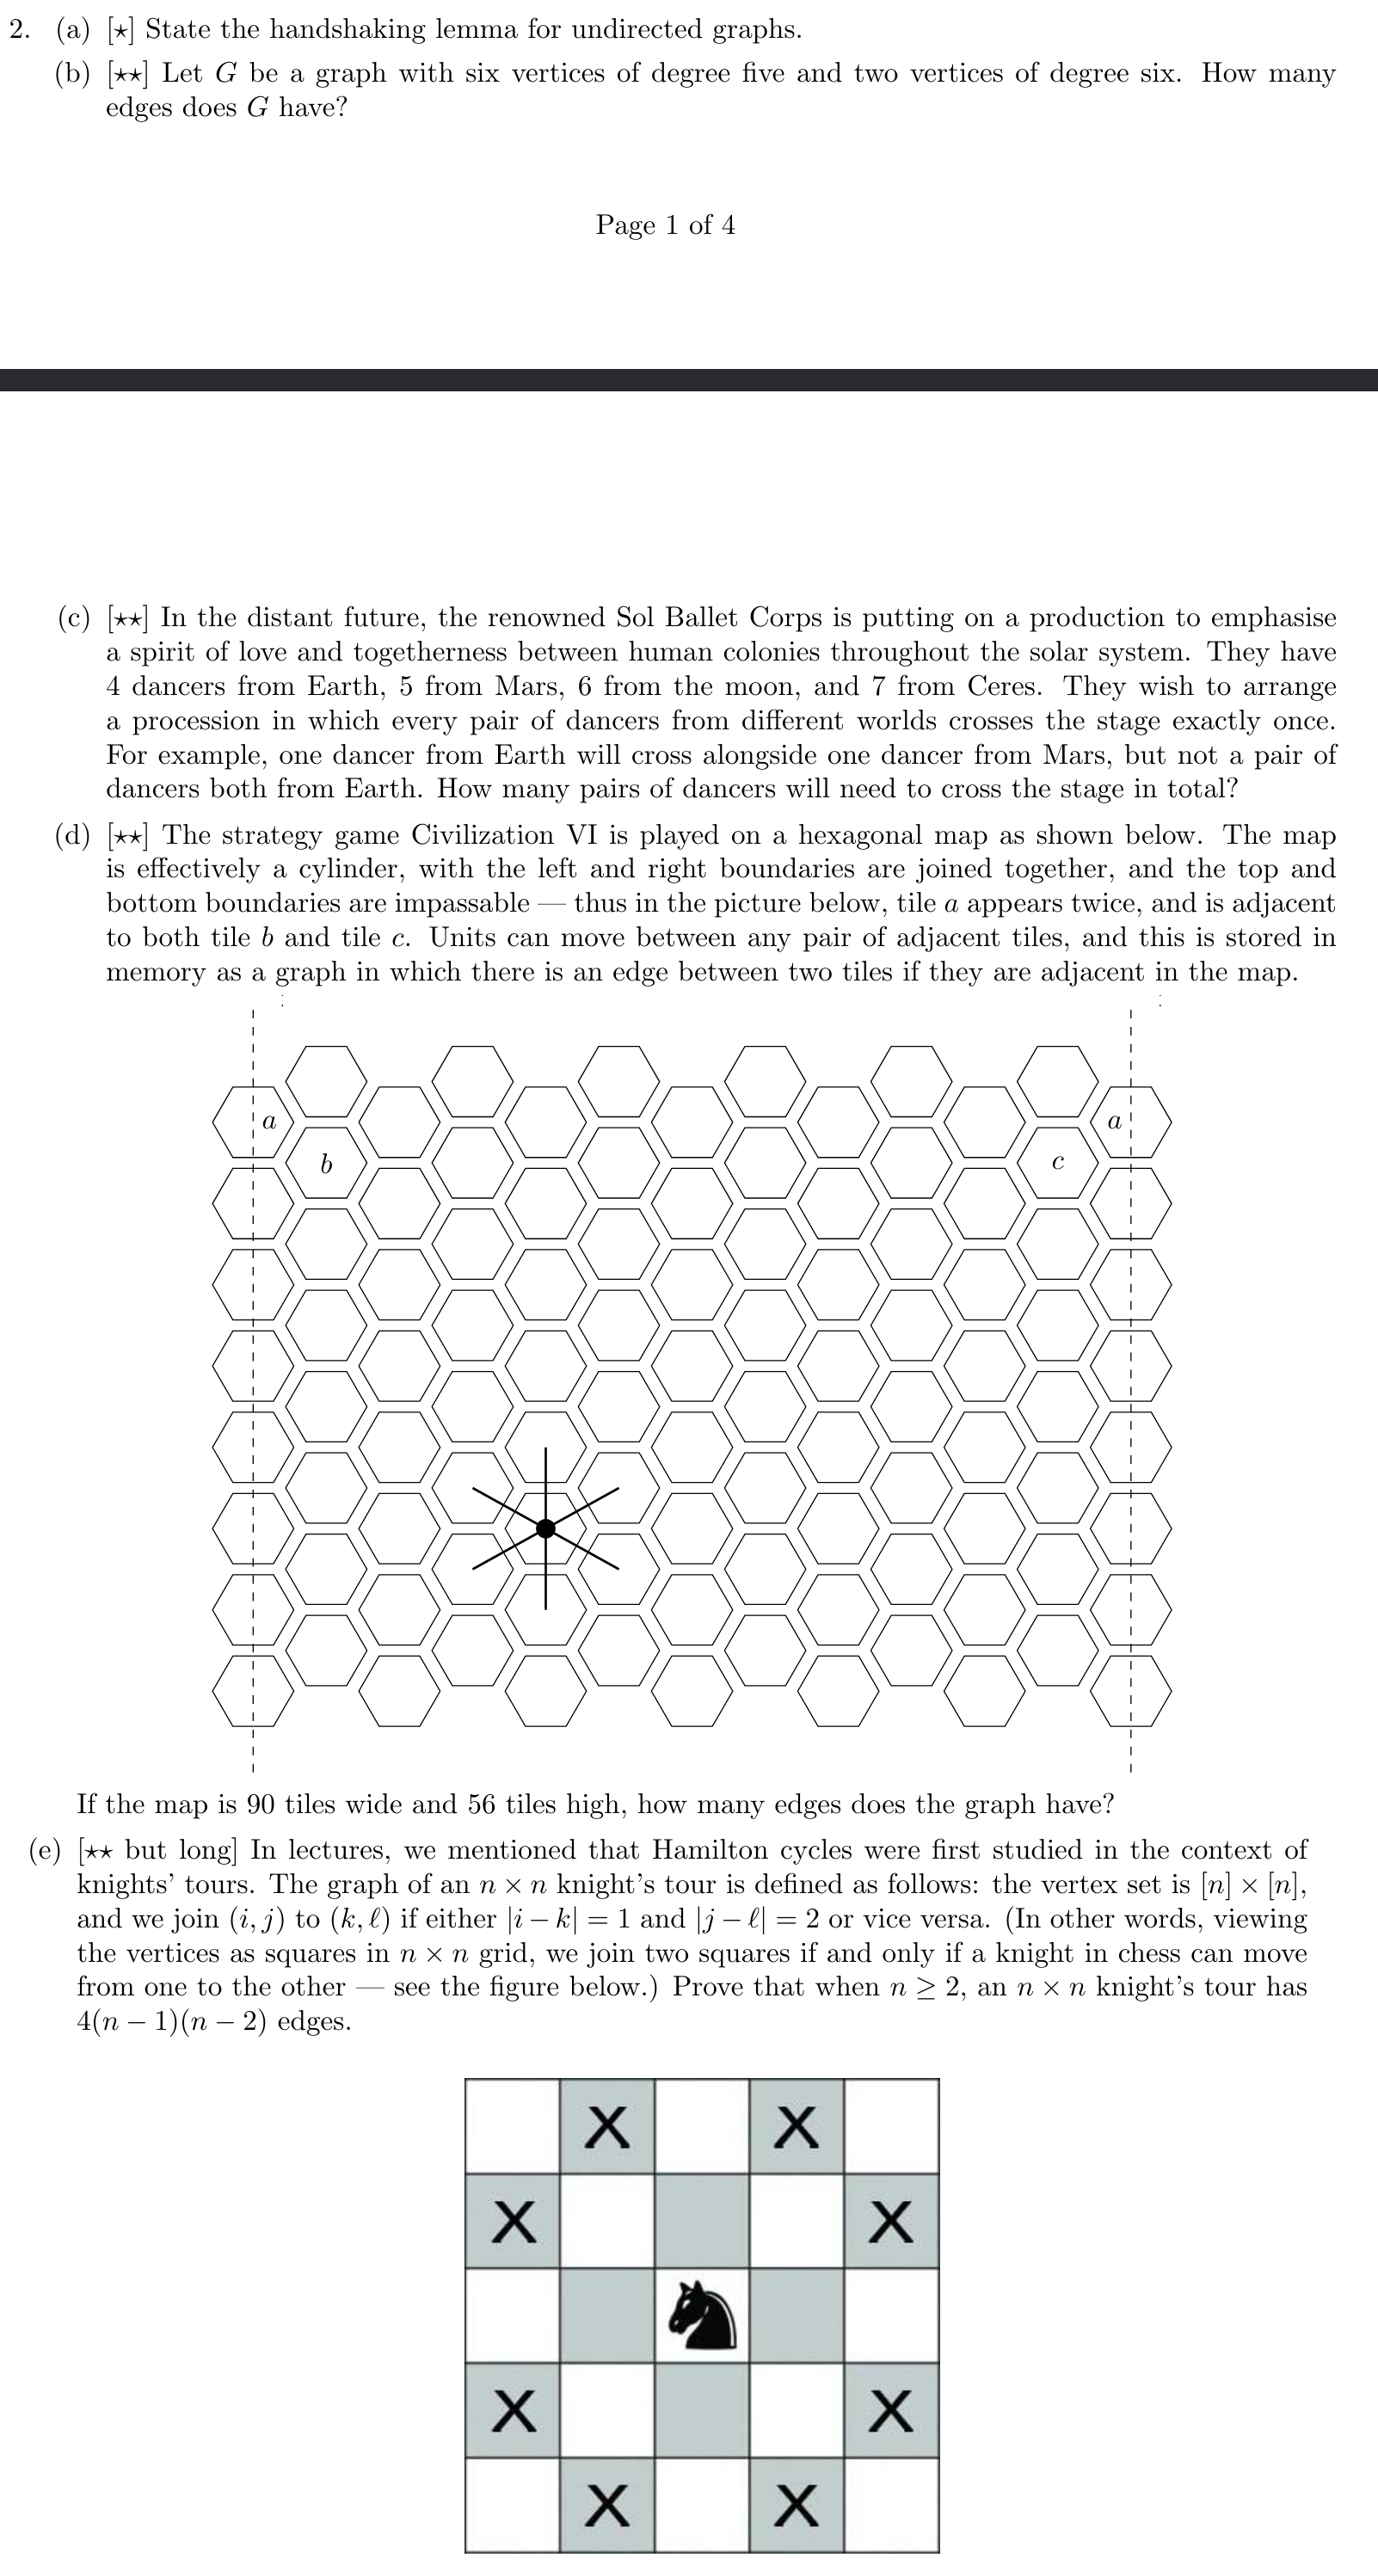 2. (a) [⋆] State the handshaking lemma for undirected graphs.
(b) [⋆⋆] Let G be a graph with six vertices of degree five and two vertices of degree six. How many
edges does G have?
Page 1 of 4
(c) [⋆⋆] In the distant future, the renowned Sol Ballet Corps is putting on a production to emphasise
a spirit of love and togetherness between human colonies throughout the solar system. They have
4 dancers from Earth, 5 from Mars, 6 from the moon, and 7 from Ceres. They wish to arrange
a procession in which every pair of dancers from different worlds crosses the stage exactly once.
For example, one dancer from Earth will cross alongside one dancer from Mars, but not a pair of
dancers both from Earth. How many pairs of dancers will need to cross the stage in total?
(d) [⋆⋆] The strategy game Civilization VI is played on a hexagonal map as shown below. The map
is effectively a cylinder, with the left and right boundaries are joined together, and the top and
bottom boundaries are impassable — thus in the picture below, tile a appears twice, and is adjacent
to both tile b and tile c. Units can move between any pair of adjacent tiles, and this is stored in
memory as a graph in which there is an edge between two tiles if they are adjacent in the map.
a a
b c
If the map is 90 tiles wide and 56 tiles high, how many edges does the graph have?
(e) [⋆⋆ but long] In lectures, we mentioned that Hamilton cycles were first studied in the context of
knights' tours. The graph of an n × n knight's tour is defined as follows: the vertex set is [n] × [n],
and we join (i, j) to (k, ℓ) if either |i − k| = 1 and |j − ℓ| = 2 or vice versa. (In other words, viewing
the vertices as squares in n × n grid, we join two squares if and only if a knight in chess can move
from one to the other — see the figure below.) Prove that when n ≥ 2, an n × n knight's tour has
4(n − 1)(n − 2) edges.
X X
X X
X X
X X